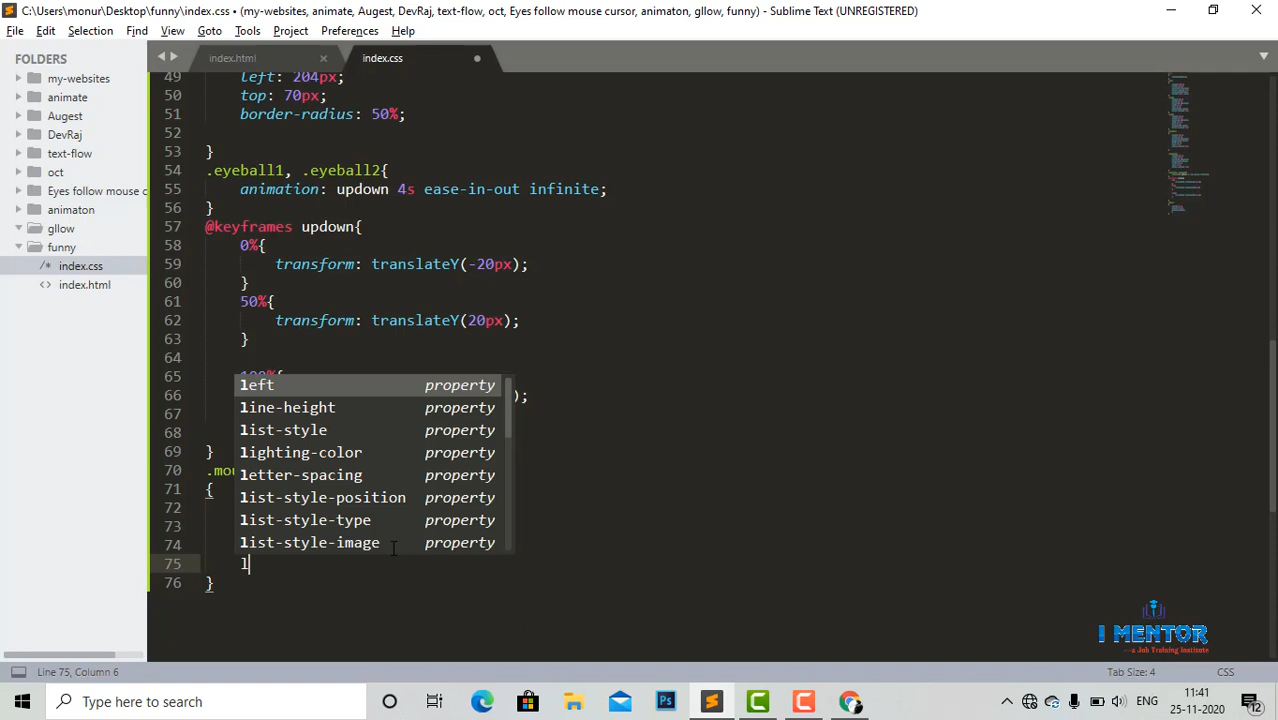 C:\Users\monur\Desktop\funny\index.css • (my-websites, animate, Augest, DevRaj, text-flow, oct, Eyes follow mouse cursor, animaton, gllow, funny) - Sublime Text (UNREGISTERED)
File Edit Selection Find View Goto Tools Project Preferences Help
FOLDERS
my-websites
animate
Augest
DevRaj
text-flow
oct
Eyes follow mouse c
animaton
gllow
funny
/* index.css
<> index.html
index.html
index.css
49 left: 204px;
50 top: 70px;
51 border-radius: 50%;
52
53 }
54 .eyeball1, .eyeball2{
55 animation: updown 4s ease-in-out infinite;
56 }
57 @keyframes updown{
58 0%{
59 transform: translateY(-20px);
60 }
61 50%{
62 transform: translateY(20px);
63 }
64
65 100%{
66 );
67
68
69 }
70 .mou
71 {
72
73
74
75 l
76 }
left property
line-height property
list-style property
lighting-color property
letter-spacing property
list-style-position property
list-style-type property
list-style-image property
I MENTOR
---a Job Training Institute
Line 75, Column 6
Tab Size: 4
CSS
Type here to search
Ps
ENG
11:41
25-11-2020
12